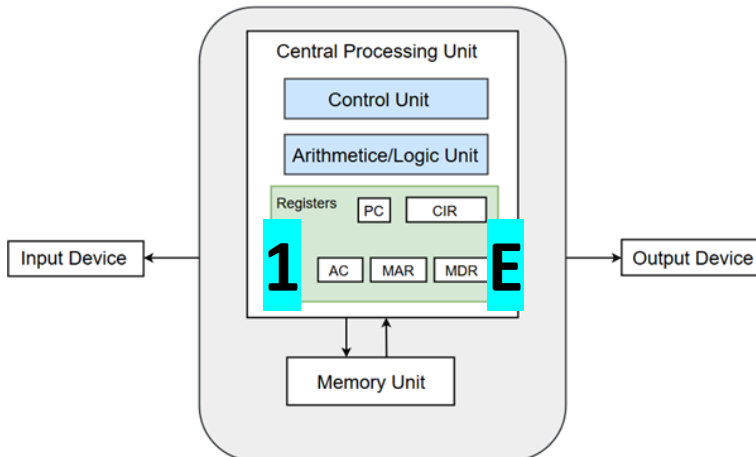 Central Processing Unit
Control Unit
Arithmetice/Logic Unit
Registers
PC
CIR
1
E
AC
MAR
MDR
Input Device
Output Device
Memory Unit